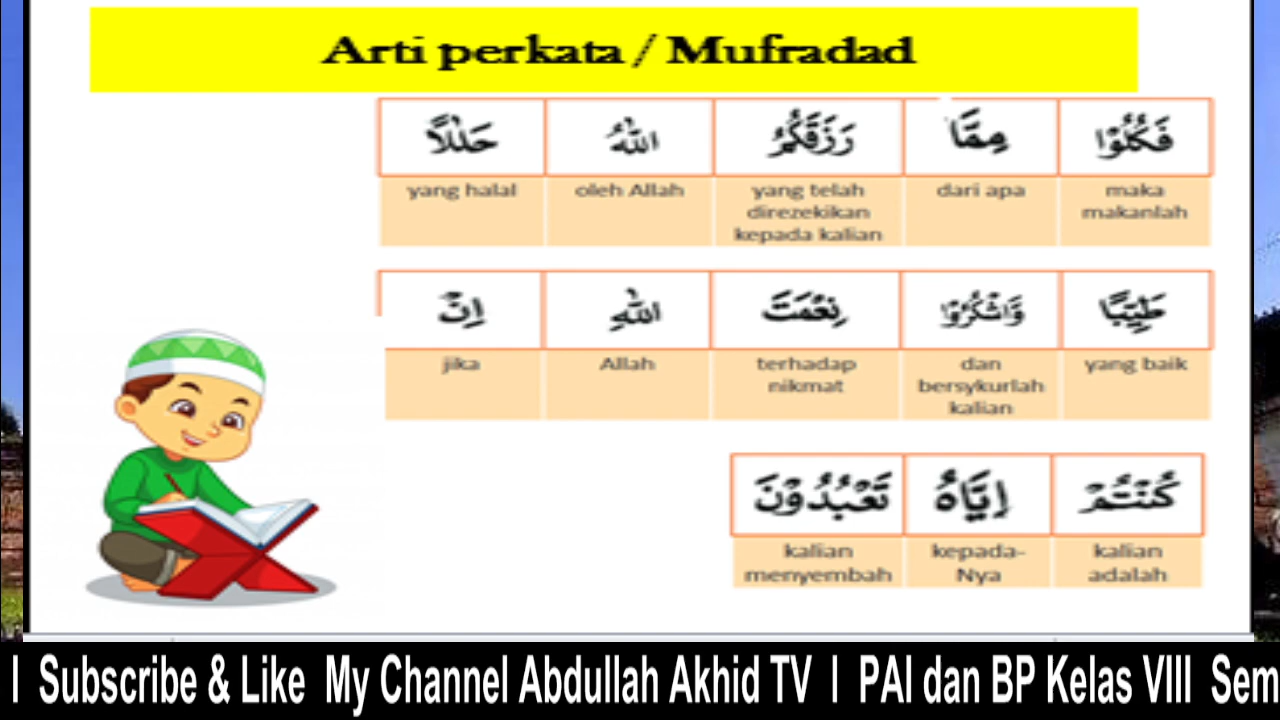 Arti perkata / Mufradad
فَكُلُوْا مِمَّا رَزَقَكُمُ اللّٰهُ حَلٰلًا
maka makanlah
dari apa
yang telah direzekikan kepada kalian
oleh Allah
yang halal
طَيِّبًا وَّاشْكُرُوْا نِعْمَتَ اللّٰهِ اِنْ
yang baik
dan bersykurlah kalian
terhadap nikmat
Allah
jika
كُنْتُمْ اِيَّاهُ تَعْبُدُوْنَ
kalian adalah
kepada-Nya
kalian menyembah
I Subscribe & Like My Channel Abdullah Akhid TV I PAI dan BP Kelas VIII Sem